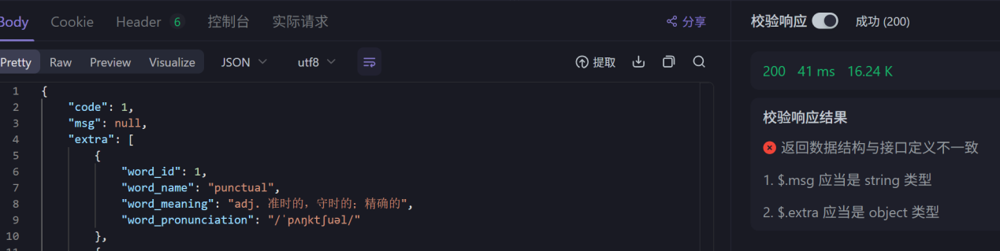 Body Cookie Header 6 控制台 实际请求 分享
Pretty Raw Preview Visualize JSON utf8 提取
1 {
2 "code": 1,
3 "msg": null,
4 "extra": [
5 {
6 "word_id": 1,
7 "word_name": "punctual",
8 "word_meaning": "adj. 准时的，守时的；精确的",
9 "word_pronunciation": "/ˈpʌŋktʃuəl/"
10 },
校验响应 成功 (200)
200 41 ms 16.24 K
校验响应结果
返回数据结构与接口定义不一致
1. $.msg 应当是 string 类型
2. $.extra 应当是 object 类型